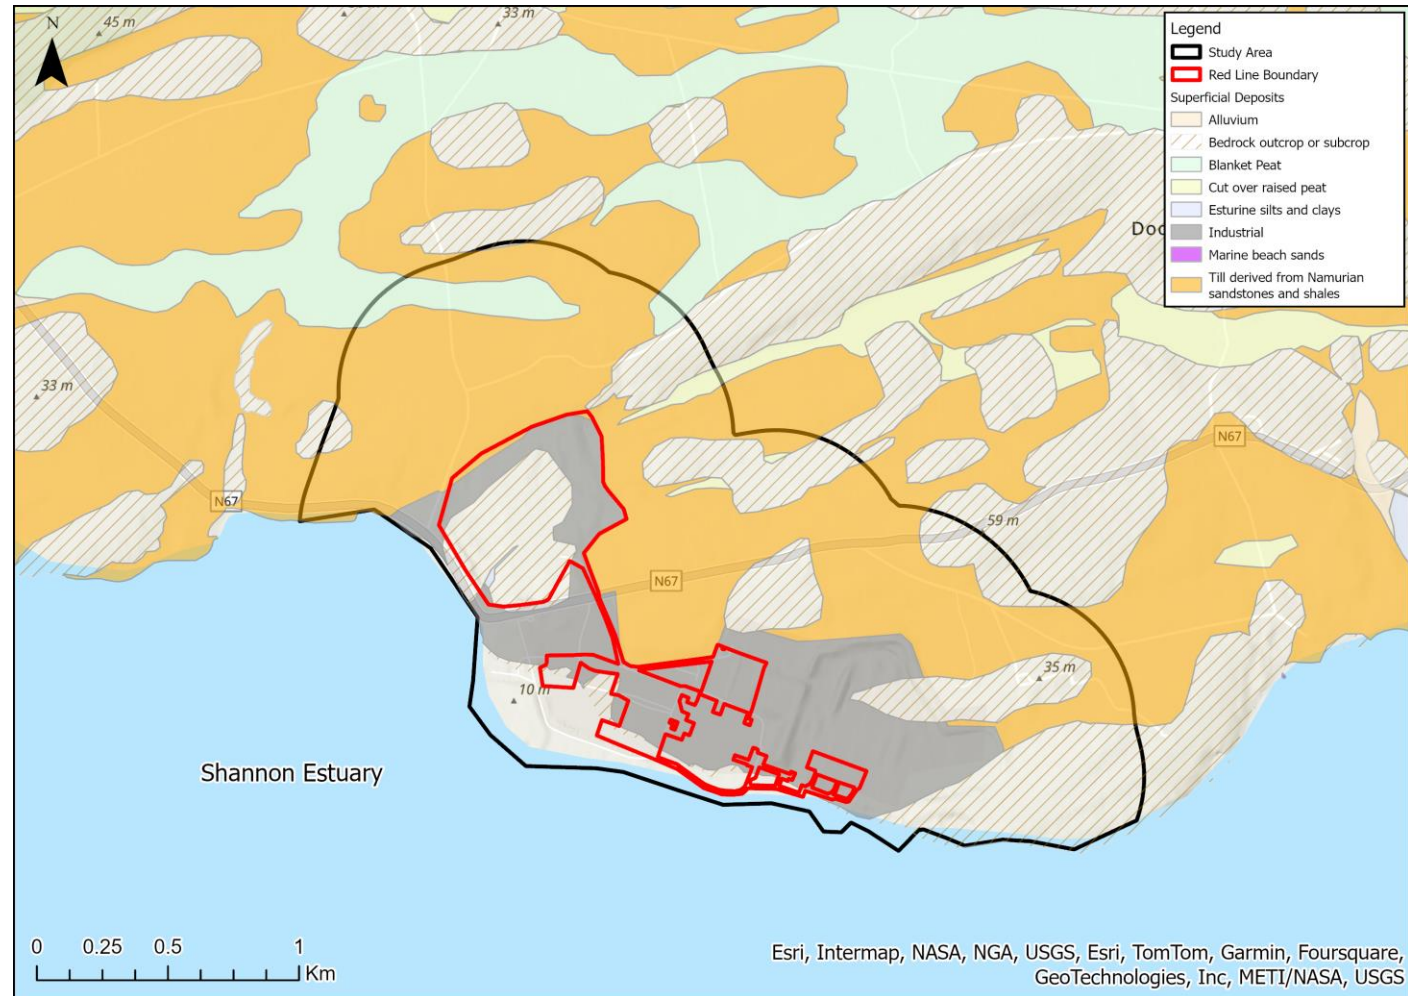 N
45 m
33 m
Legend
Study Area
Red Line Boundary
Superficial Deposits
Alluvium
Bedrock outcrop or subcrop
Blanket Peat
Cut over raised peat
Esturine silts and clays
Industrial
Marine beach sands
Till derived from Namurian
sandstones and shales
Doo
33 m
N67
N67
59 m
N67
35 m
10 m
Shannon Estuary
0 0.25 0.5 1
Km
Esri, Intermap, NASA, NGA, USGS, Esri, TomTom, Garmin, Foursquare,
GeoTechnologies, Inc, METI/NASA, USGS